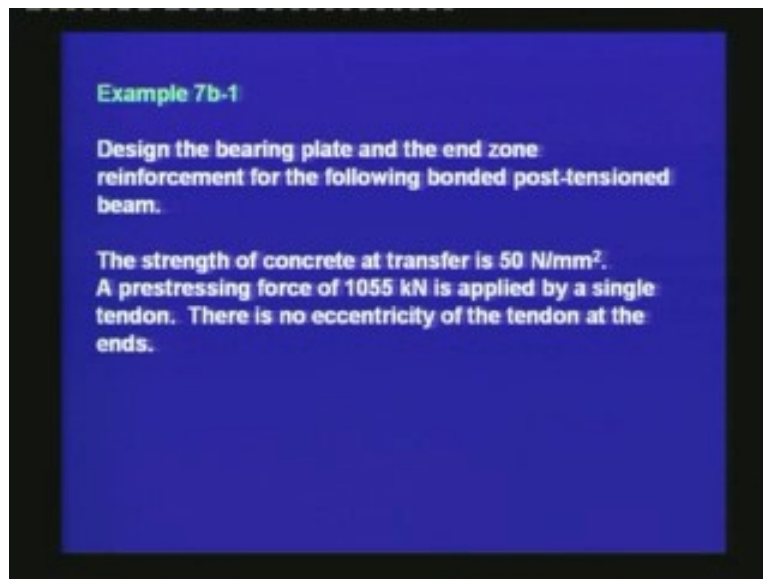 Example 7b-1
Design the bearing plate and the end zone
reinforcement for the following bonded post-tensioned
beam.
The strength of concrete at transfer is 50 N/mm².
A prestressing force of 1055 kN is applied by a single
tendon. There is no eccentricity of the tendon at the
ends.